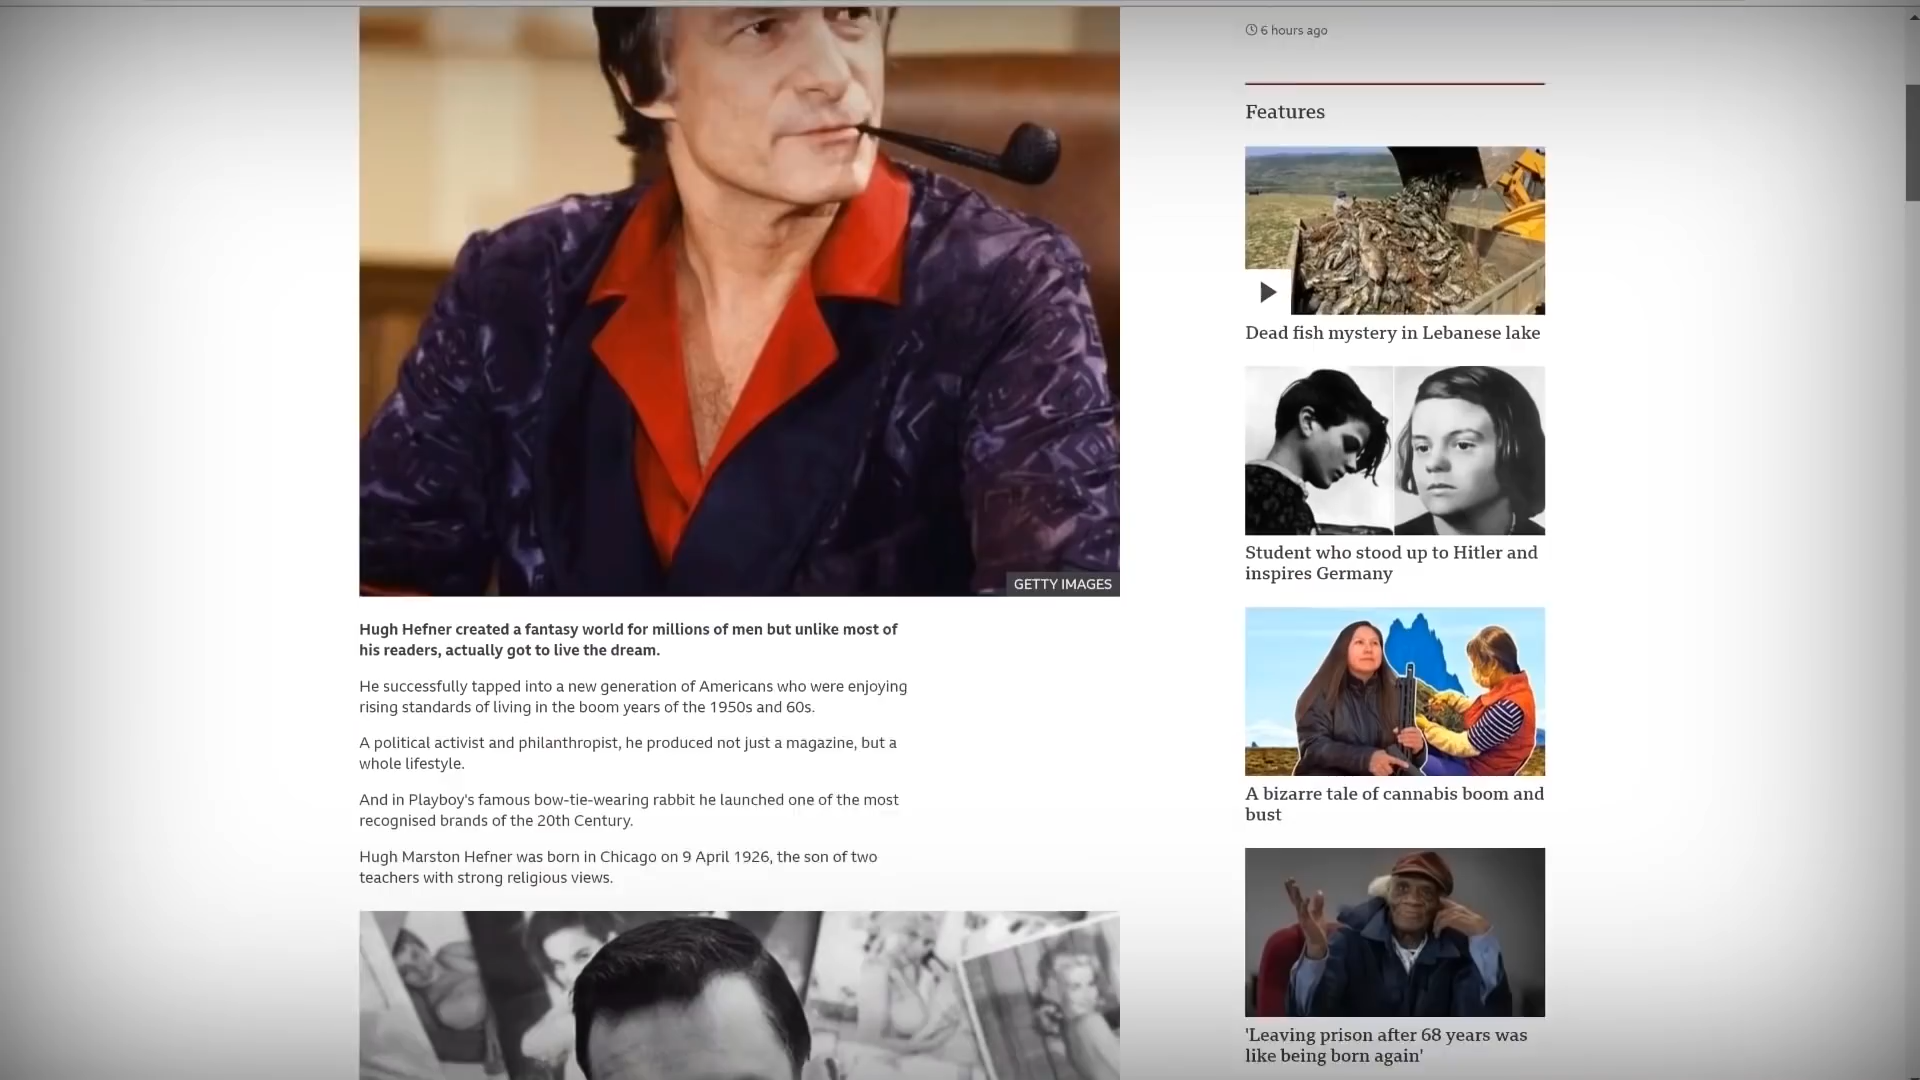 6 hours ago
Features
Dead fish mystery in Lebanese lake
Student who stood up to Hitler and
inspires Germany
A bizarre tale of cannabis boom and
bust
'Leaving prison after 68 years was
like being born again'
GETTY IMAGES
Hugh Hefner created a fantasy world for millions of men but unlike most of
his readers, actually got to live the dream.
He successfully tapped into a new generation of Americans who were enjoying
rising standards of living in the boom years of the 1950s and 60s.
A political activist and philanthropist, he produced not just a magazine, but a
whole lifestyle.
And in Playboy's famous bow-tie-wearing rabbit he launched one of the most
recognised brands of the 20th Century.
Hugh Marston Hefner was born in Chicago on 9 April 1926, the son of two
teachers with strong religious views.